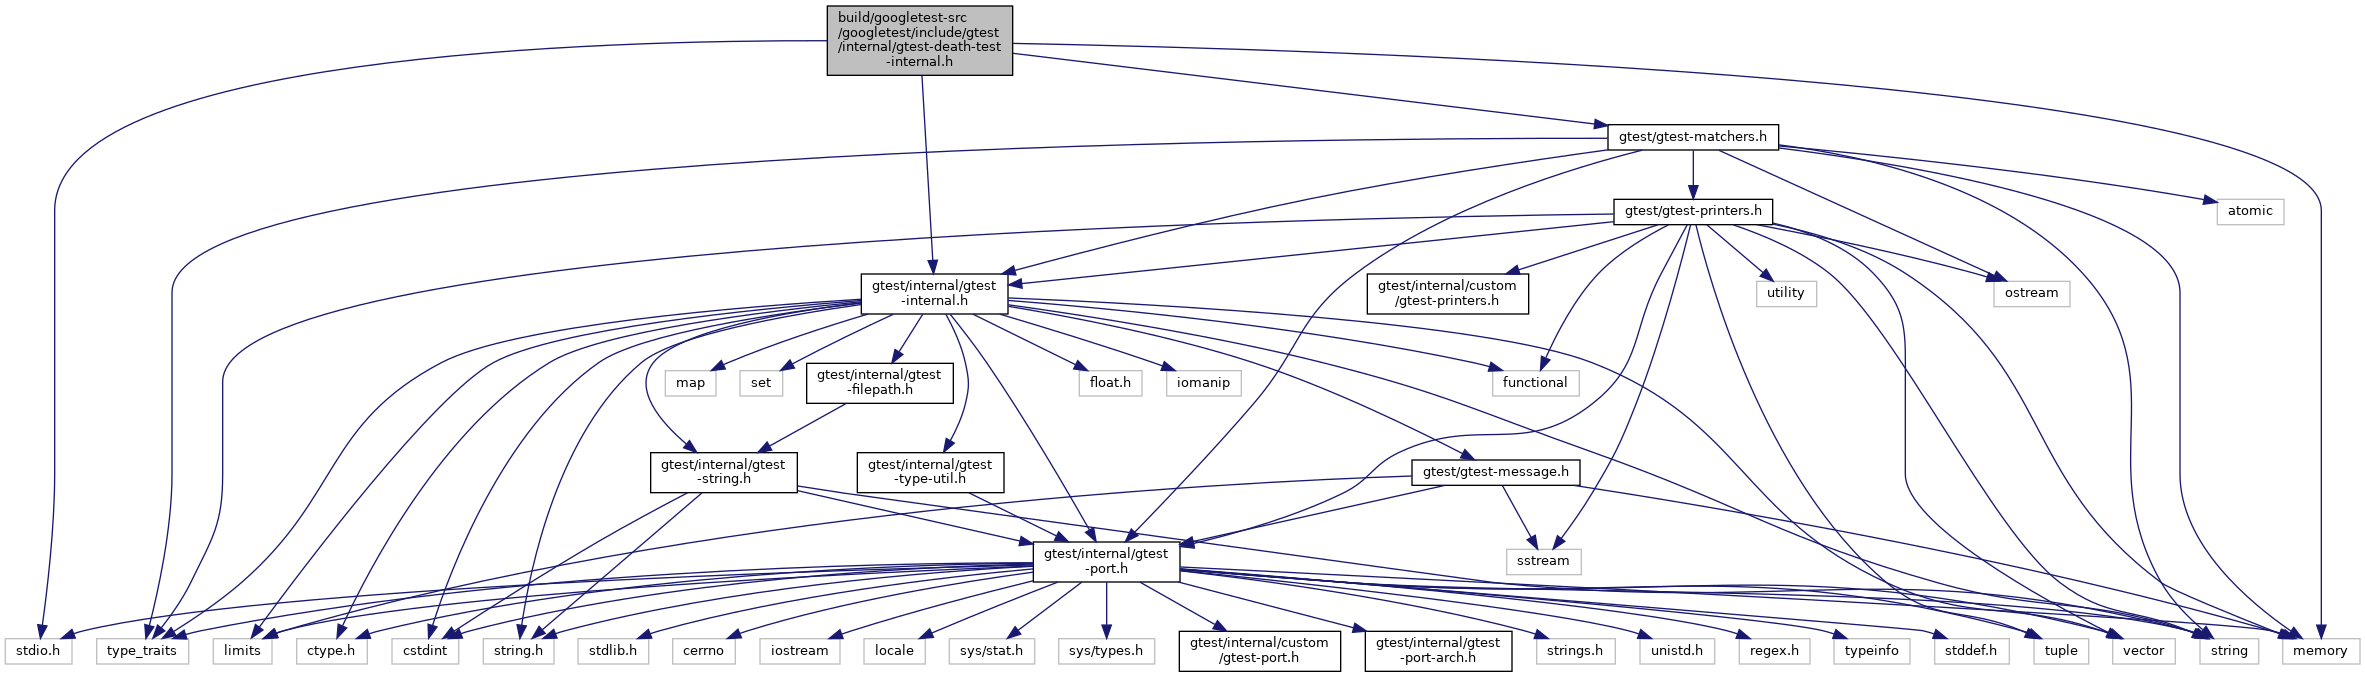 build/googletest-src
/googletest/include/gtest
/internal/gtest-death-test
-internal.h
gtest/gtest-matchers.h
gtest/gtest-printers.h
atomic
gtest/internal/gtest
-internal.h
gtest/internal/custom
/gtest-printers.h
utility
ostream
map
set
gtest/internal/gtest
-filepath.h
float.h
iomanip
functional
gtest/internal/gtest
-string.h
gtest/internal/gtest
-type-util.h
gtest/gtest-message.h
gtest/internal/gtest
-port.h
sstream
stdio.h
type_traits
limits
ctype.h
cstdint
string.h
stdlib.h
cerrno
iostream
locale
sys/stat.h
sys/types.h
gtest/internal/custom
/gtest-port.h
gtest/internal/gtest
-port-arch.h
strings.h
unistd.h
regex.h
typeinfo
stddef.h
tuple
vector
string
memory